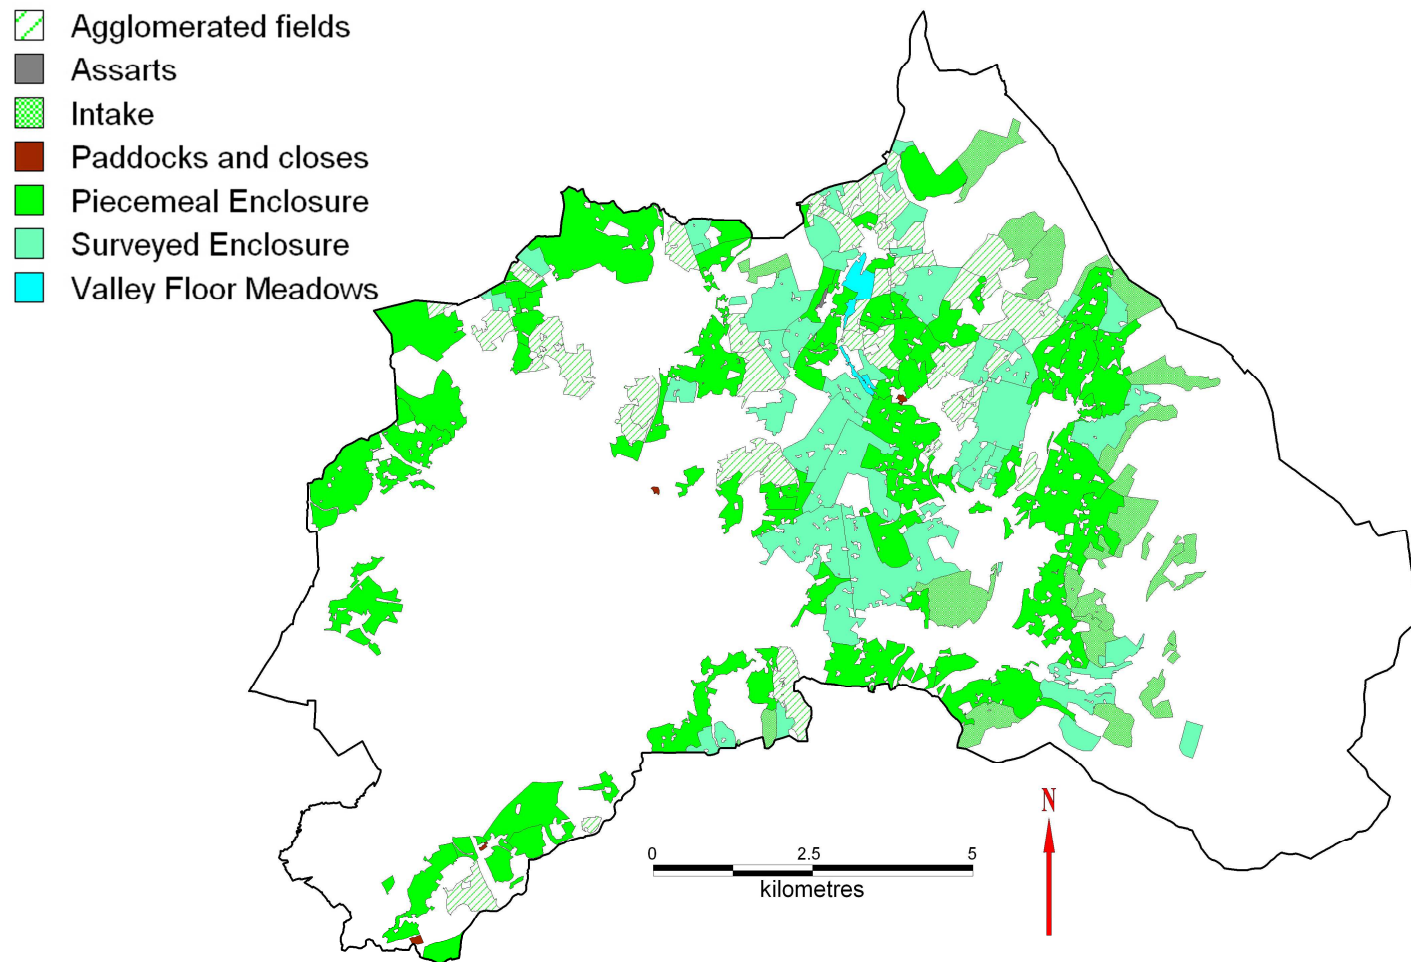 Agglomerated fields
Assarts
Intake
Paddocks and closes
Piecemeal Enclosure
Surveyed Enclosure
Valley Floor Meadows
N
0 2.5 5
kilometres